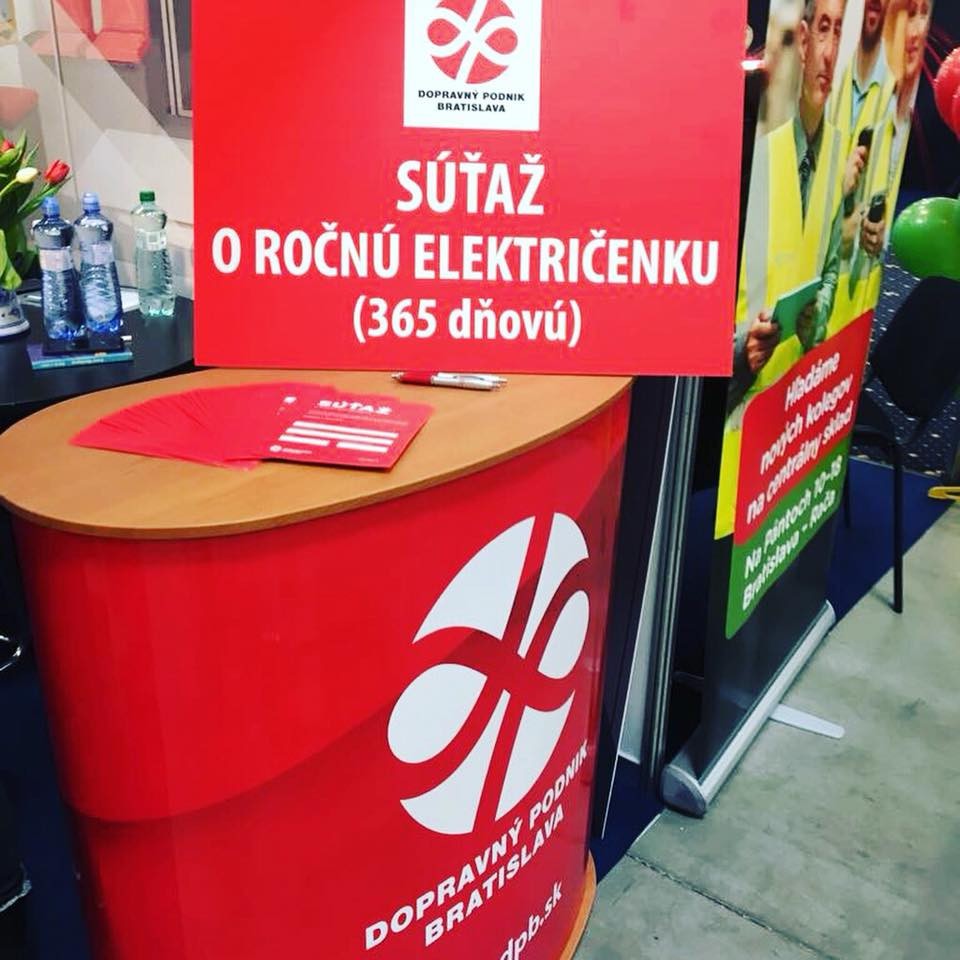 DOPRAVNÝ PODNIK
BRATISLAVA
SÚŤAŽ
O ROČNÚ ELEKTRIČENKU
(365 dňovú)
SÚŤAŽ
DOPRAVNÝ PODNIK
BRATISLAVA
dpb.sk
Hľadáme
nových kolegov
na centrálny sklad
Na Pántoch 10-18
Bratislava - Rača